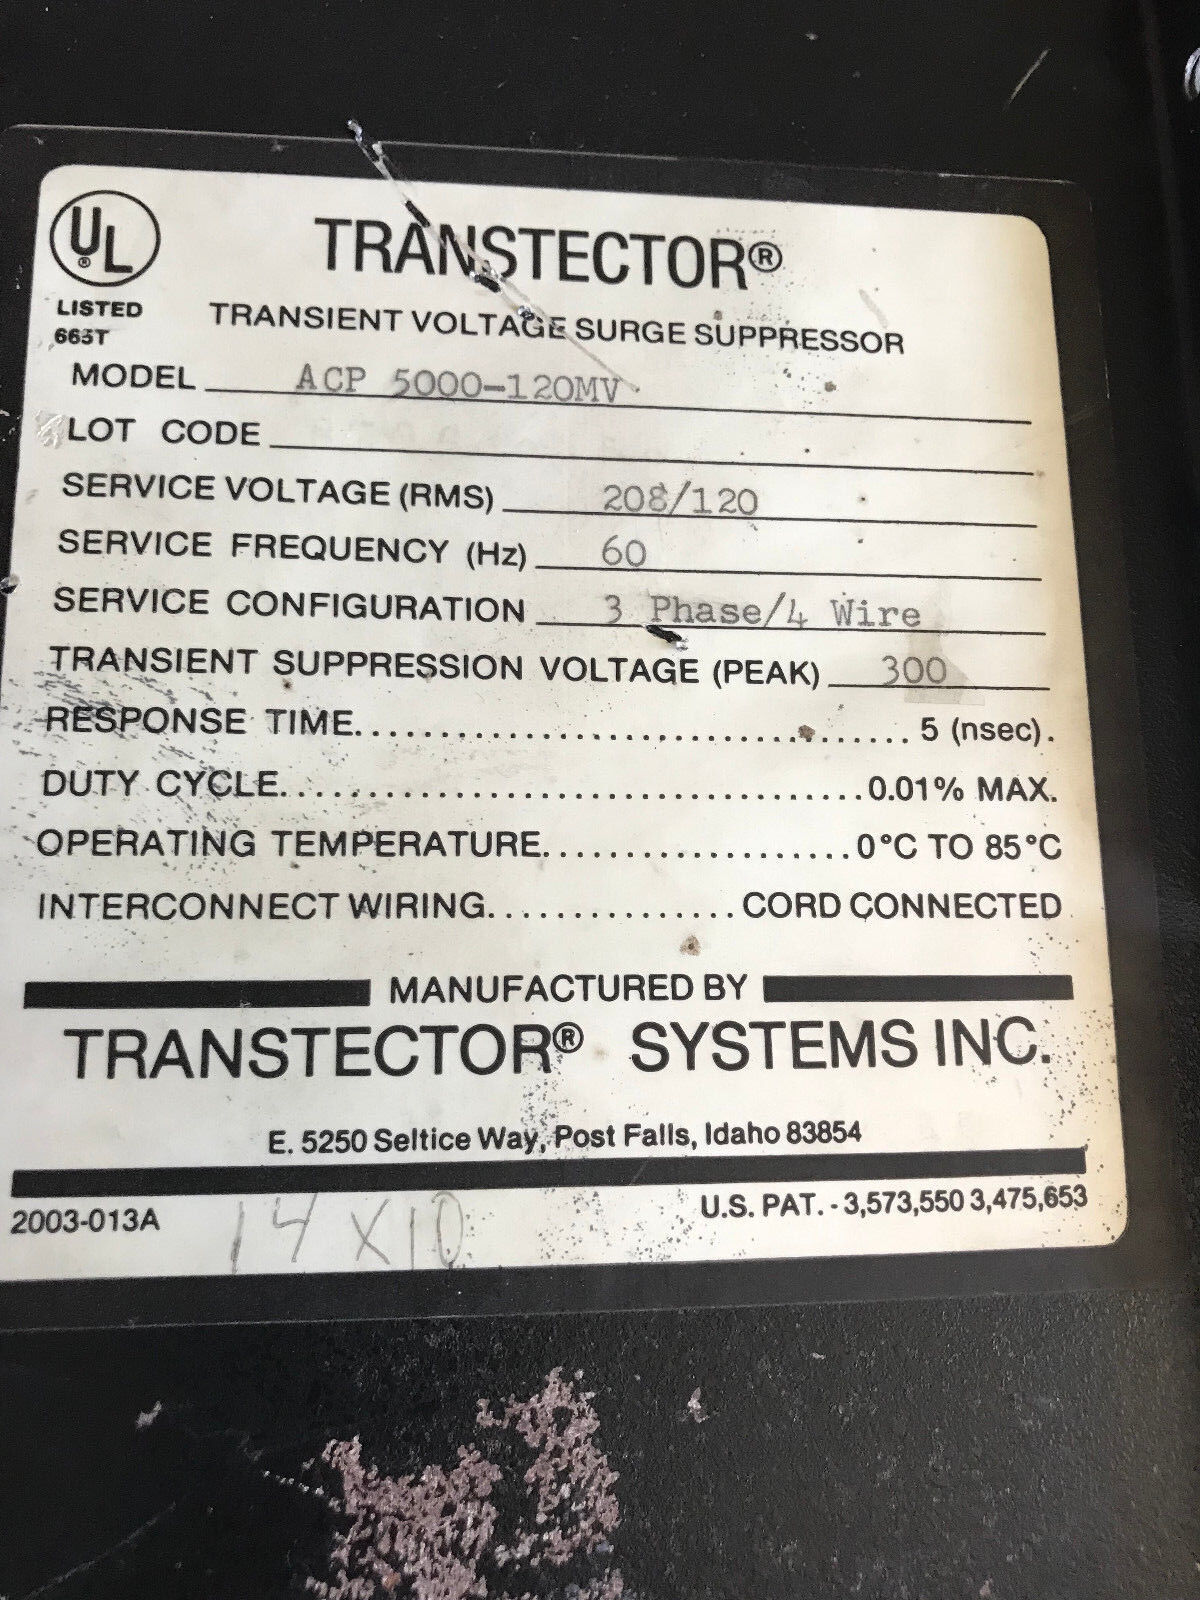 UL®
LISTED
665T
TRANSTECTOR®
TRANSIENT VOLTAGE SURGE SUPPRESSOR
MODEL ACP 5000-120MV
LOT CODE
SERVICE VOLTAGE (RMS) 208/120
SERVICE FREQUENCY (Hz) 60
SERVICE CONFIGURATION 3 Phase/4 Wire
TRANSIENT SUPPRESSION VOLTAGE (PEAK) 300
RESPONSE TIME.................................... 5 (nsec).
DUTY CYCLE.......................................0.01% MAX.
OPERATING TEMPERATURE....................0°C TO 85°C
INTERCONNECT WIRING................CORD CONNECTED
MANUFACTURED BY
TRANSTECTOR® SYSTEMS INC.
E. 5250 Seltice Way, Post Falls, Idaho 83854
2003-013A 14 X10 U.S. PAT. - 3,573,550 3,475,653